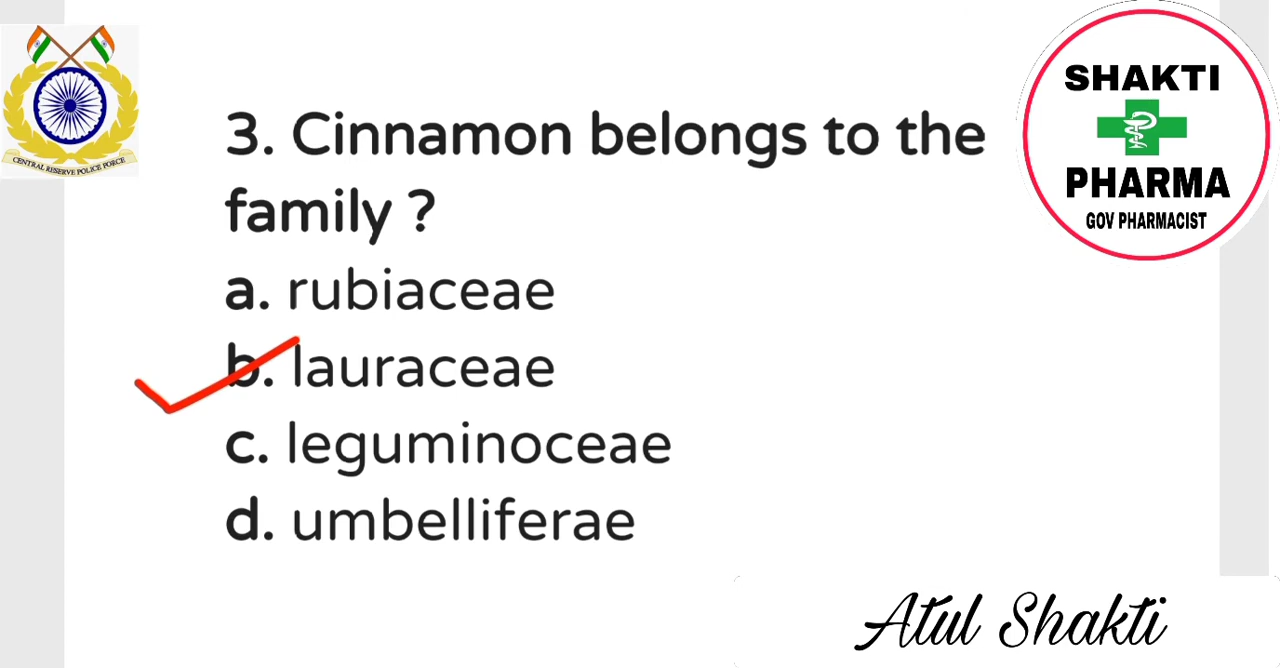 CENTRAL RESERVE POLICE FORCE
SHAKTI
PHARMA
GOV PHARMACIST
3. Cinnamon belongs to the
family ?
a. rubiaceae
b. lauraceae
c. leguminoceae
d. umbelliferae
Atul Shakti